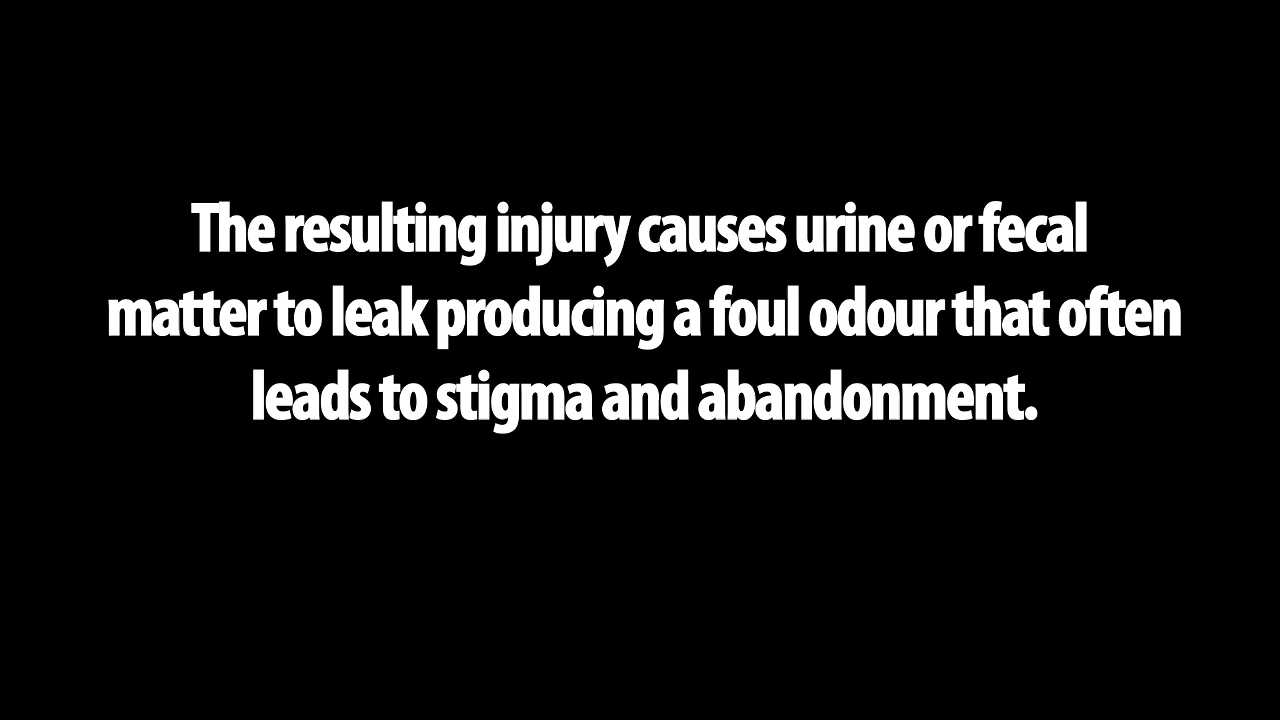 The resulting injury causes urine or fecal
matter to leak producing a foul odour that often
leads to stigma and abandonment.